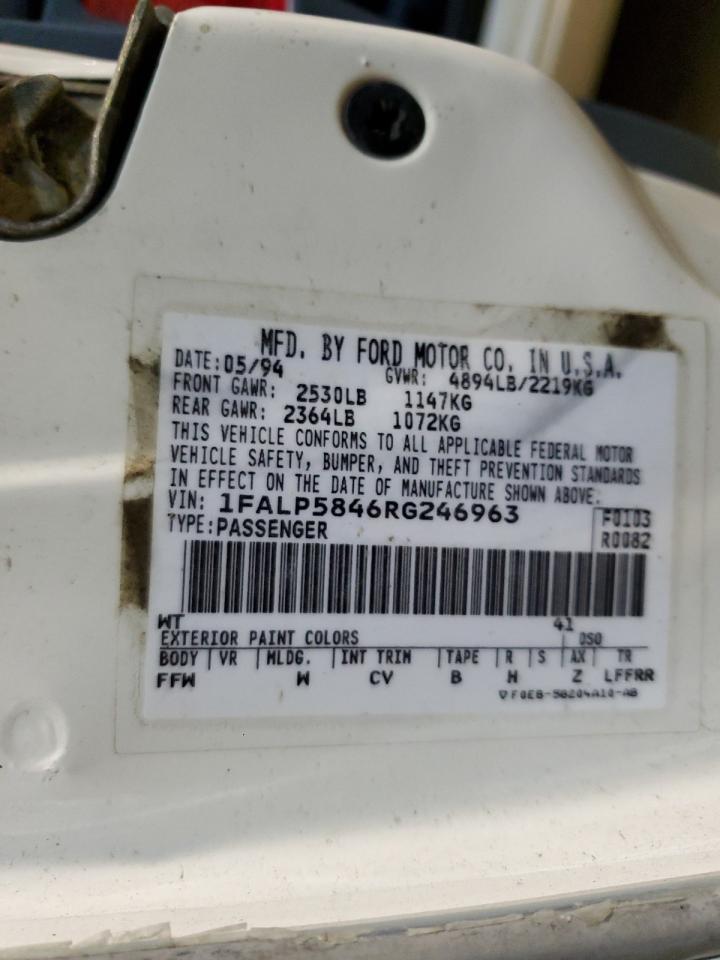 MFD. BY FORD MOTOR CO. IN U.S.A.
DATE: 05/94 GVWR: 4894LB/2219KG
FRONT GAWR: 2530LB 1147KG
REAR GAWR: 2364LB 1072KG
THIS VEHICLE CONFORMS TO ALL APPLICABLE FEDERAL MOTOR
VEHICLE SAFETY, BUMPER, AND THEFT PREVENTION STANDARDS
IN EFFECT ON THE DATE OF MANUFACTURE SHOWN ABOVE.
VIN: 1FALP5846RG246963 F0103
TYPE: PASSENGER R0082
WT 41
EXTERIOR PAINT COLORS DSO
BODY VR MLDG. INT TRIM TAPE R S AX TR
FFW W CV B H Z LFFRR
F0EB-58204A10-AB